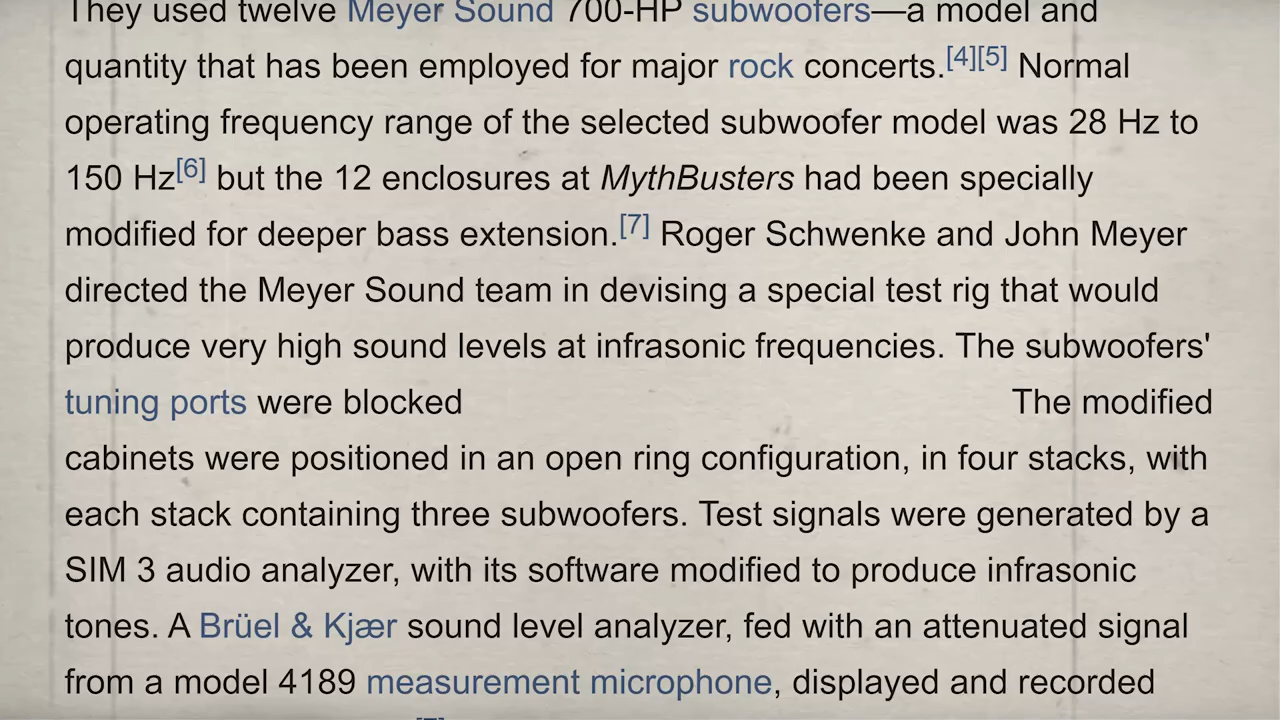 They used twelve Meyer Sound 700-HP subwoofers—a model and
quantity that has been employed for major rock concerts.[4][5] Normal
operating frequency range of the selected subwoofer model was 28 Hz to
150 Hz[6] but the 12 enclosures at MythBusters had been specially
modified for deeper bass extension.[7] Roger Schwenke and John Meyer
directed the Meyer Sound team in devising a special test rig that would
produce very high sound levels at infrasonic frequencies. The subwoofers'
tuning ports were blocked The modified
cabinets were positioned in an open ring configuration, in four stacks, with
each stack containing three subwoofers. Test signals were generated by a
SIM 3 audio analyzer, with its software modified to produce infrasonic
tones. A Brüel & Kjær sound level analyzer, fed with an attenuated signal
from a model 4189 measurement microphone, displayed and recorded